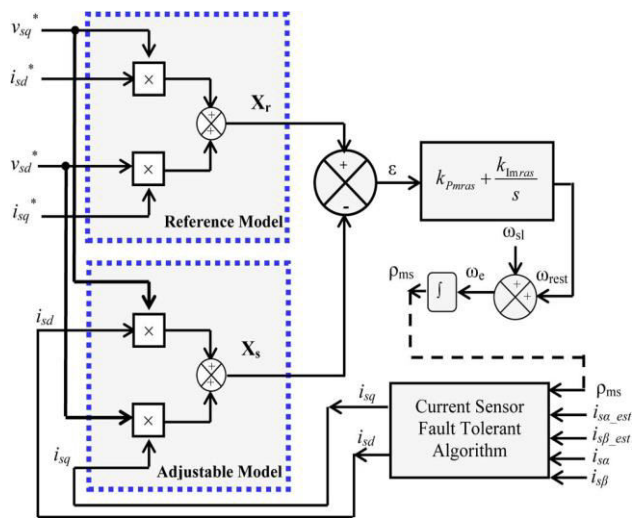 v_sq*
i_sd*
v_sd*
i_sq*
×
×
+
+
X_r
Reference Model
+
-
ε
k_Pmras + k_Imras / s
ω_sl
ω_rest
+
+
ω_e
∫
ρ_ms
i_sd
×
×
+
+
X_s
i_sq
Adjustable Model
i_sq
i_sd
Current Sensor
Fault Tolerant
Algorithm
ρ_ms
i_sα_est
i_sβ_est
i_sα
i_sβ